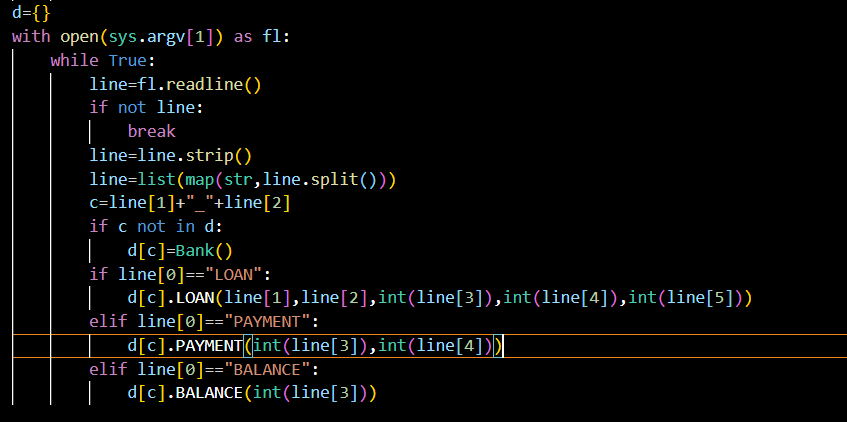 d={}
with open(sys.argv[1]) as fl:
    while True:
        line=fl.readline()
        if not line:
            break
        line=line.strip()
        line=list(map(str,line.split()))
        c=line[1]+"_"+line[2]
        if c not in d:
            d[c]=Bank()
        if line[0]=="LOAN":
            d[c].LOAN(line[1],line[2],int(line[3]),int(line[4]),int(line[5]))
        elif line[0]=="PAYMENT":
            d[c].PAYMENT(int(line[3]),int(line[4]))
        elif line[0]=="BALANCE":
            d[c].BALANCE(int(line[3]))